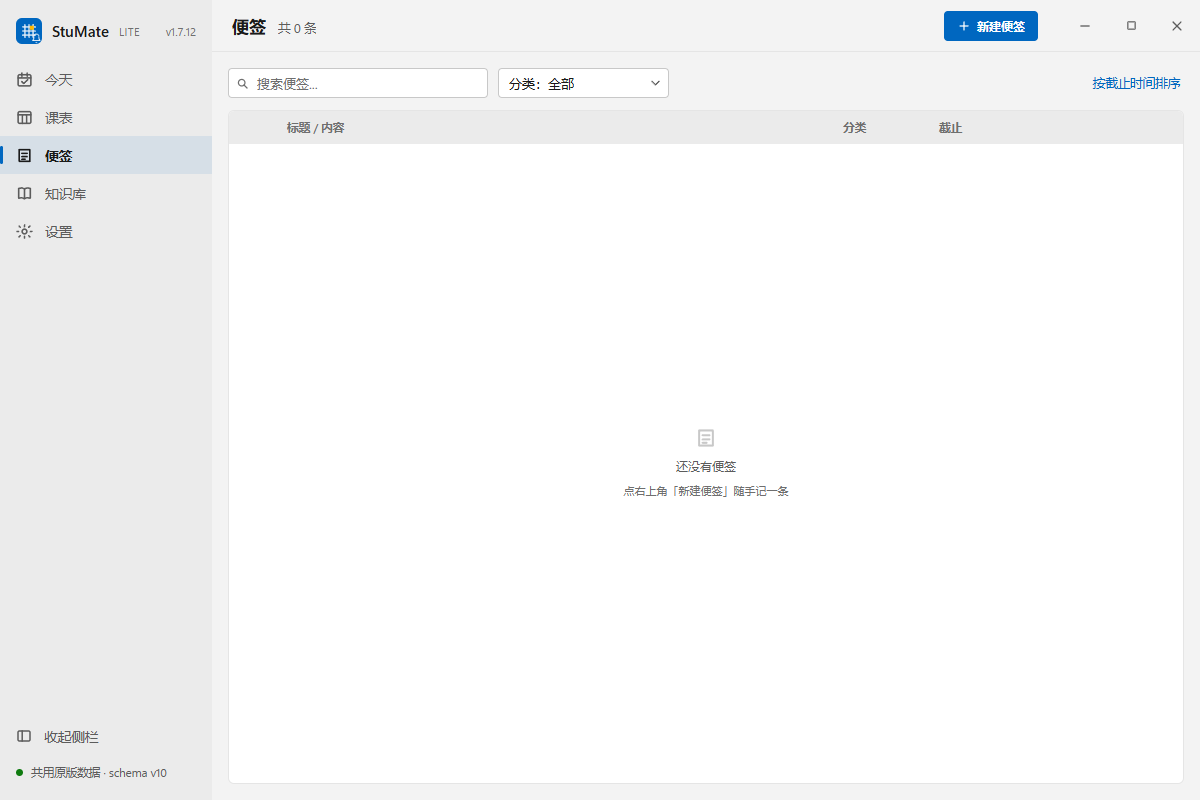 StuMate LITE v1.7.12
今天
课表
便签
知识库
设置
收起侧栏
共用原版数据 · schema v10
便签 共 0 条
新建便签
搜索便签...
分类：全部
按截止时间排序
标题 / 内容 分类 截止
还没有便签
点右上角「新建便签」随手记一条